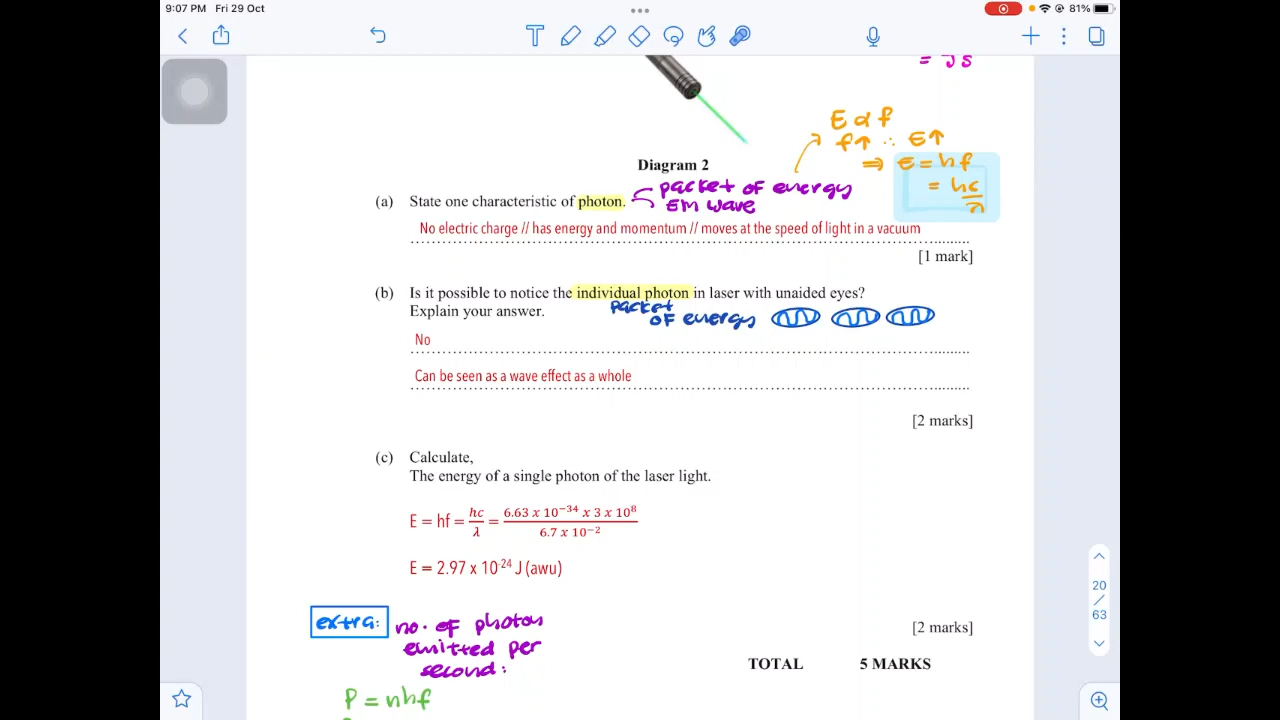 9:07 PM Fri 29 Oct
81%
= Js
E α f
f↑ ∴ E↑
⇒ E = hf
= hc/λ
Diagram 2
packet of energy
EM wave
(a) State one characteristic of photon.
No electric charge // has energy and momentum // moves at the speed of light in a vacuum
[1 mark]
(b) Is it possible to notice the individual photon in laser with unaided eyes?
Explain your answer.
packet
of energy
No
Can be seen as a wave effect as a whole
[2 marks]
(c) Calculate,
The energy of a single photon of the laser light.
E = hf = hc/λ = 6.63 x 10⁻³⁴ x 3 x 10⁸ / 6.7 x 10⁻²
E = 2.97 x 10⁻²⁴ J (awu)
[2 marks]
extra:
no. of photon
emitted per
second:
TOTAL 5 MARKS
P = nhf
20
/
63